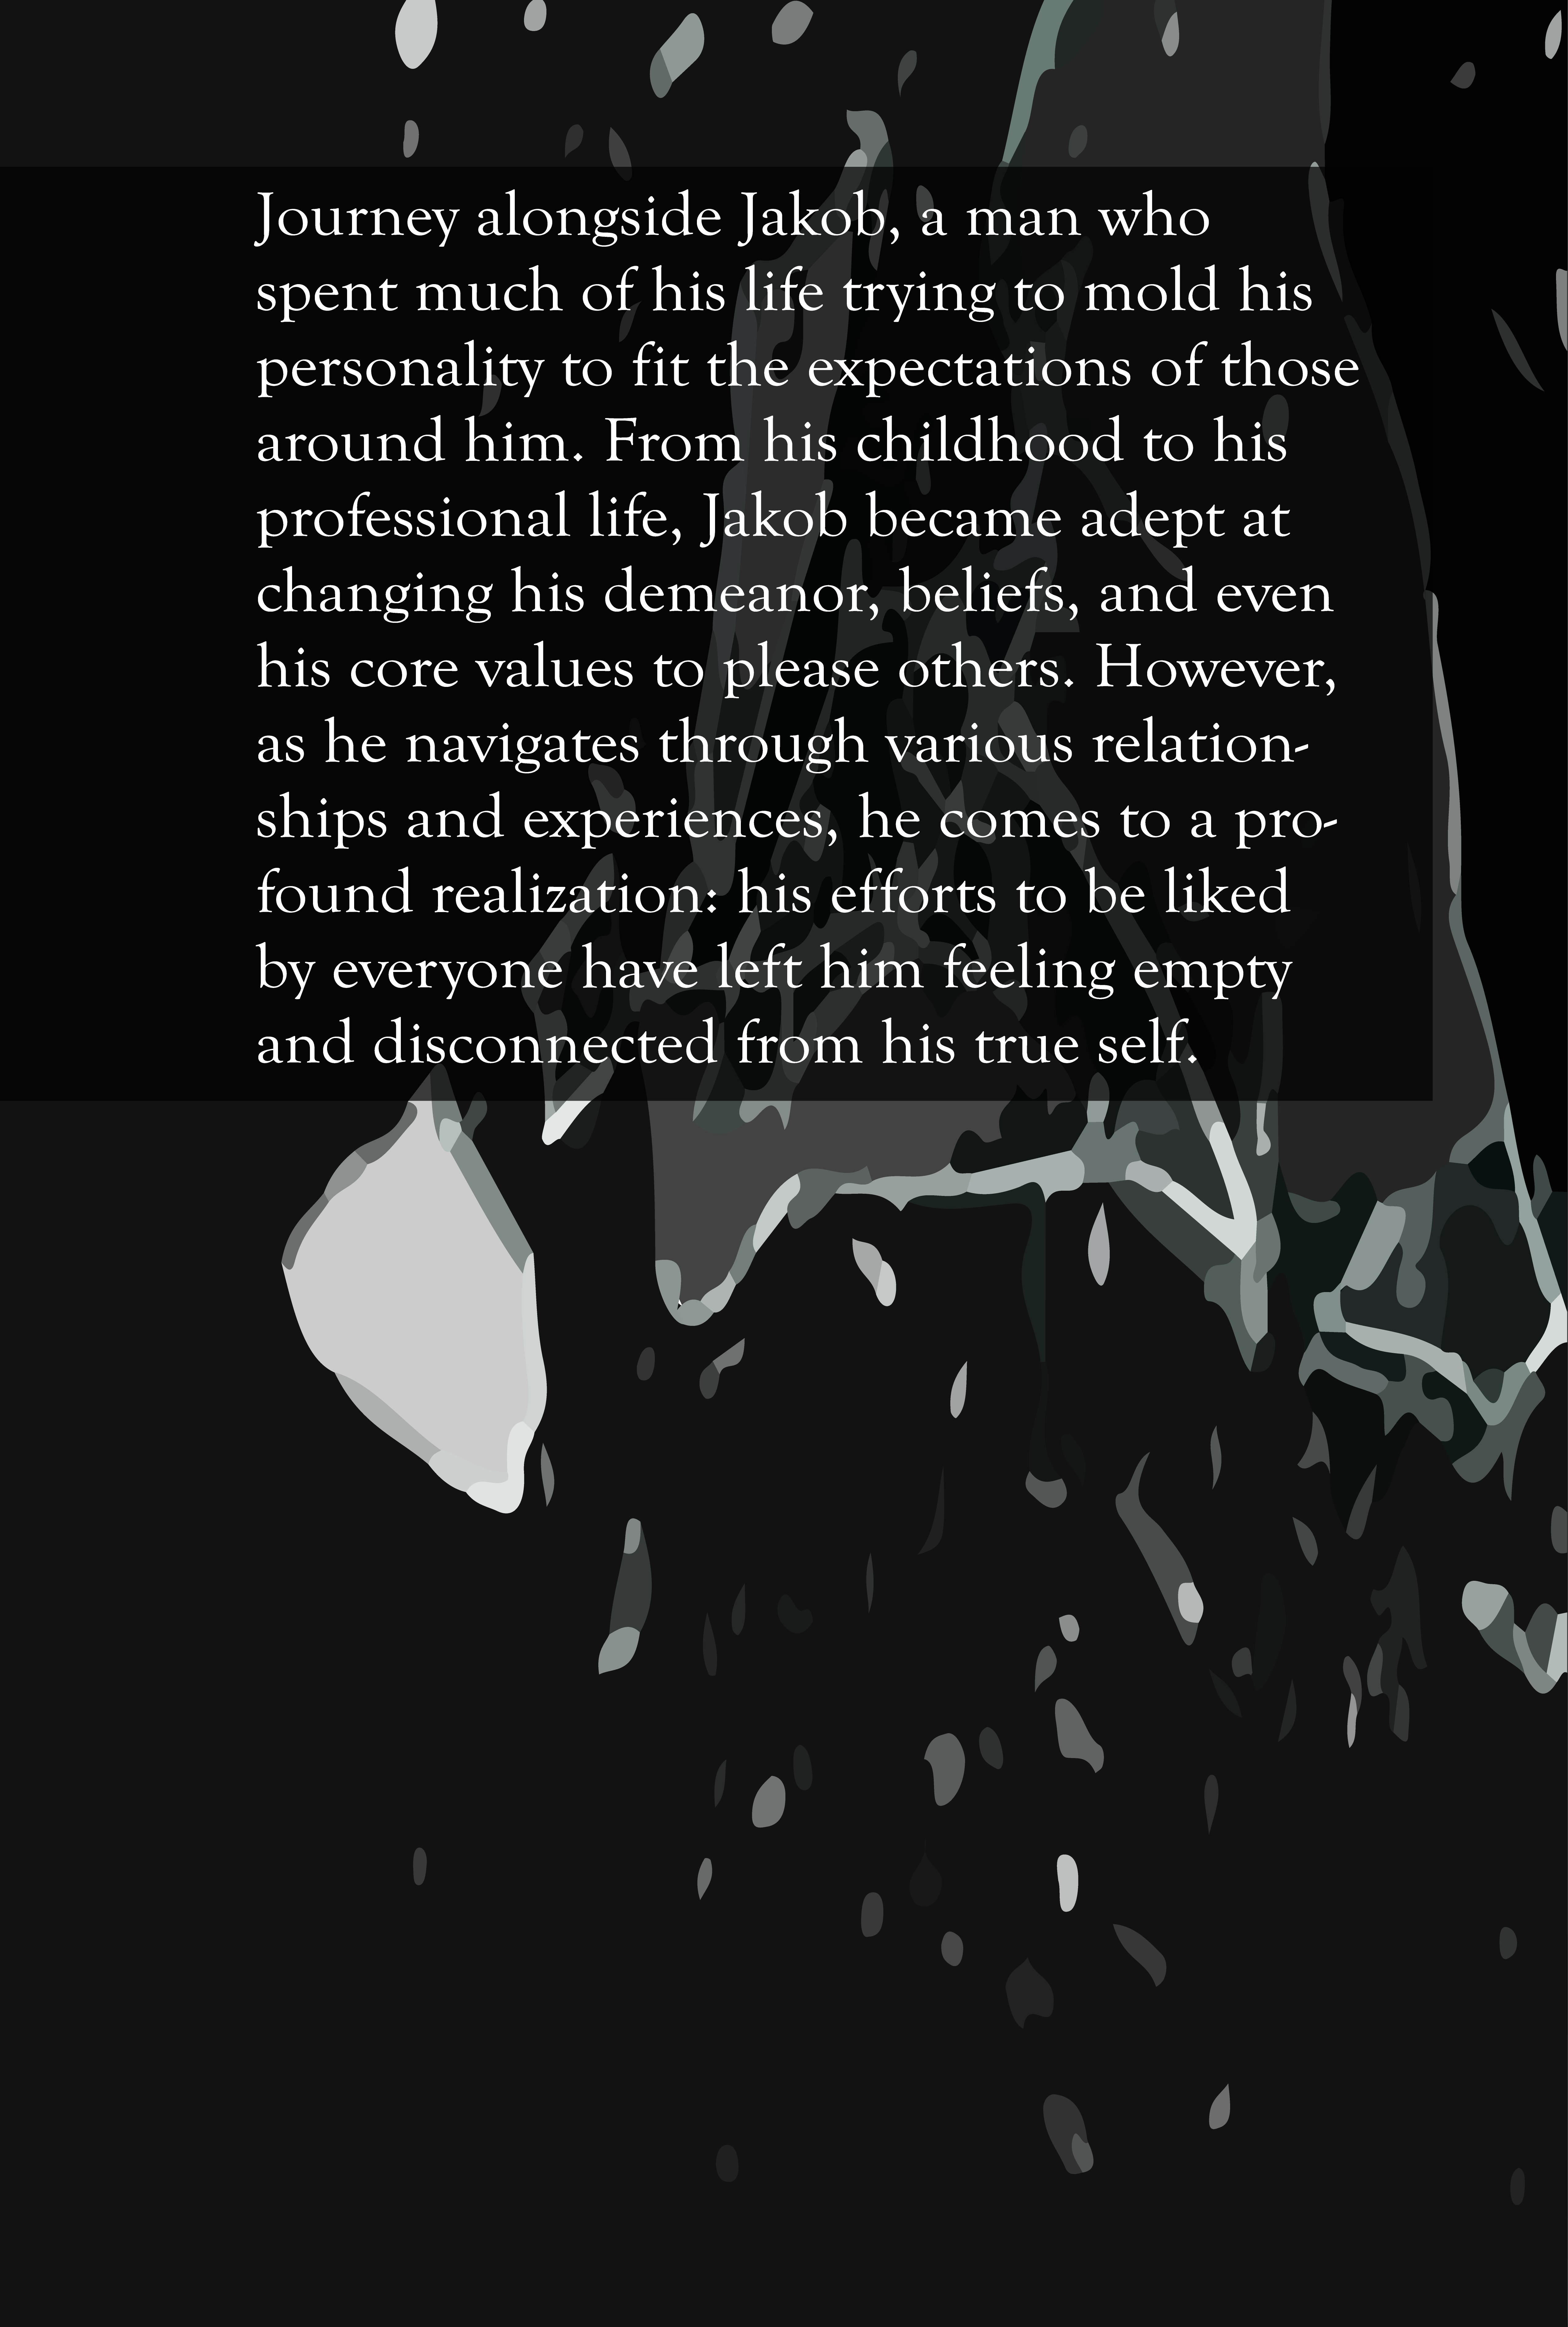 Journey alongside Jakob, a man who
spent much of his life trying to mold his
personality to fit the expectations of those
around him. From his childhood to his
professional life, Jakob became adept at
changing his demeanor, beliefs, and even
his core values to please others. However,
as he navigates through various relation-
ships and experiences, he comes to a pro-
found realization: his efforts to be liked
by everyone have left him feeling empty
and disconnected from his true self.